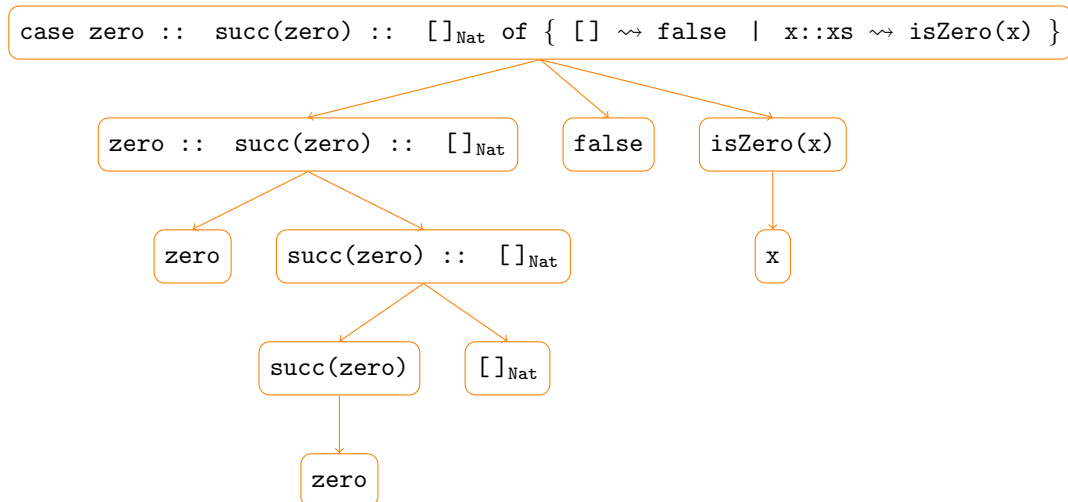 case zero :: succ(zero) :: []Nat of { [] ⇝ false | x::xs ⇝ isZero(x) }
zero :: succ(zero) :: []Nat
false
isZero(x)
zero
succ(zero) :: []Nat
x
succ(zero)
[]Nat
zero